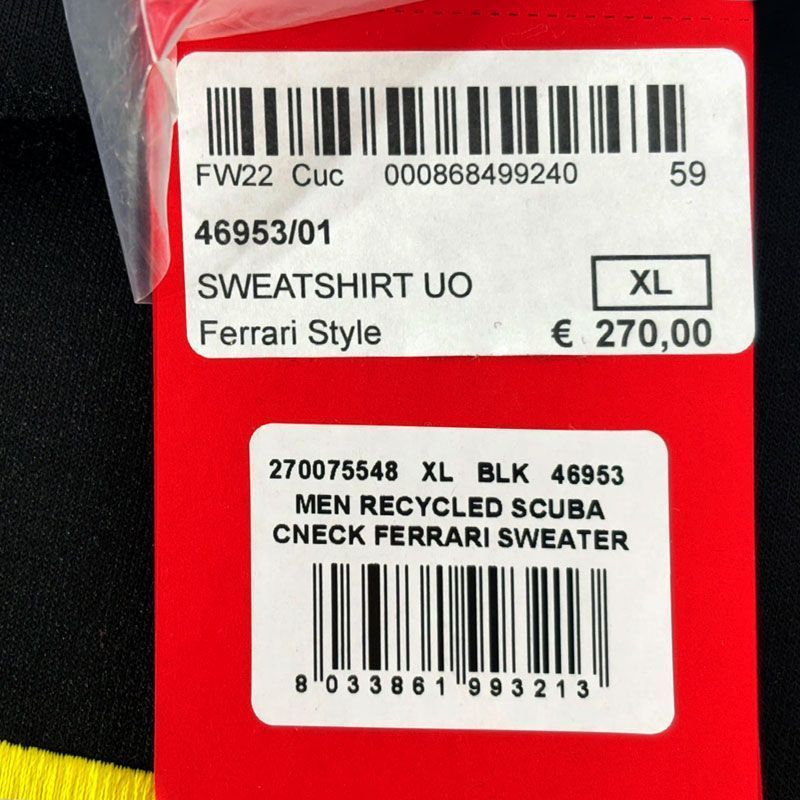 FW22 Cuc 000868499240 59
46953/01
SWEATSHIRT UO XL
Ferrari Style € 270,00
270075548 XL BLK 46953
MEN RECYCLED SCUBA
CNECK FERRARI SWEATER
8 033861 993213